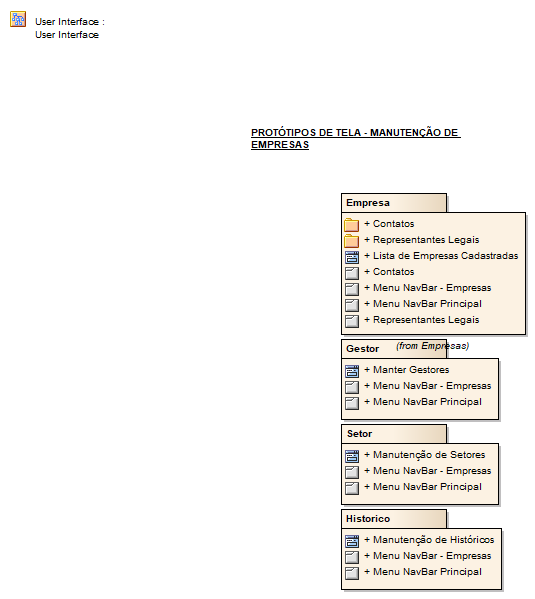 User Interface :
User Interface
PROTÓTIPOS DE TELA - MANUTENÇÃO DE
EMPRESAS
Empresa
+ Contatos
+ Representantes Legais
+ Lista de Empresas Cadastradas
+ Contatos
+ Menu NavBar - Empresas
+ Menu NavBar Principal
+ Representantes Legais
(from Empresas)
Gestor
+ Manter Gestores
+ Menu NavBar - Empresas
+ Menu NavBar Principal
Setor
+ Manutenção de Setores
+ Menu NavBar - Empresas
+ Menu NavBar Principal
Historico
+ Manutenção de Históricos
+ Menu NavBar - Empresas
+ Menu NavBar Principal